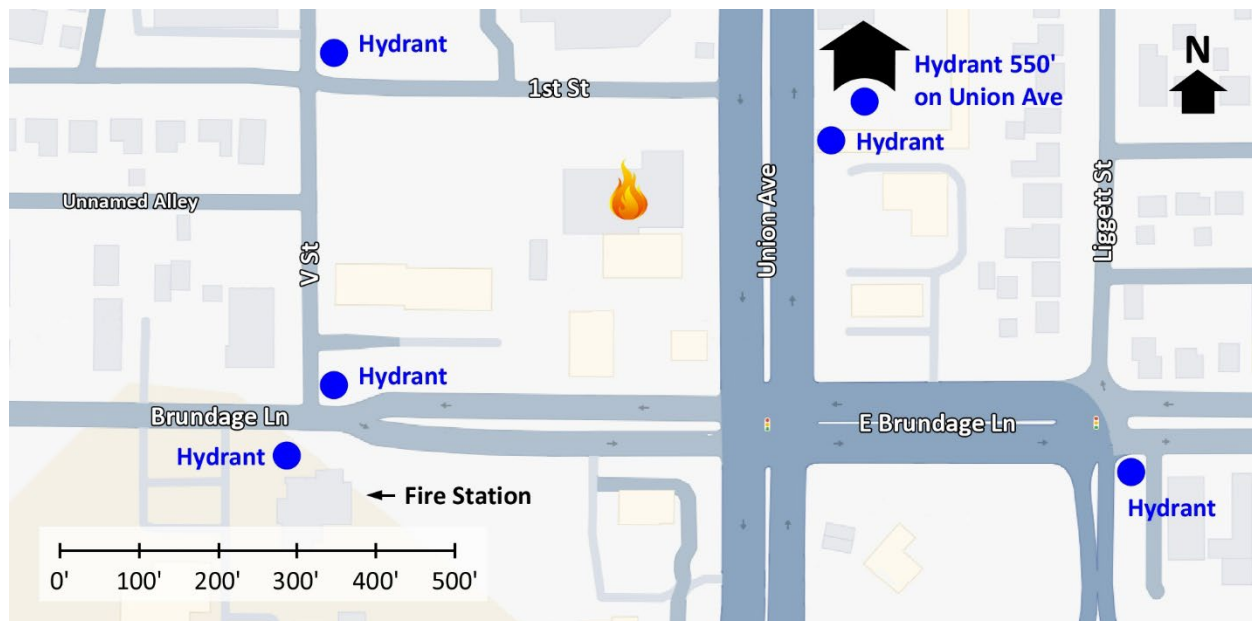 Hydrant
Hydrant 550'
on Union Ave
N
1st St
Hydrant
Unnamed Alley
V St
Union Ave
Liggett St
Hydrant
Brundage Ln
E Brundage Ln
Hydrant
Fire Station
Hydrant
0' 100' 200' 300' 400' 500'